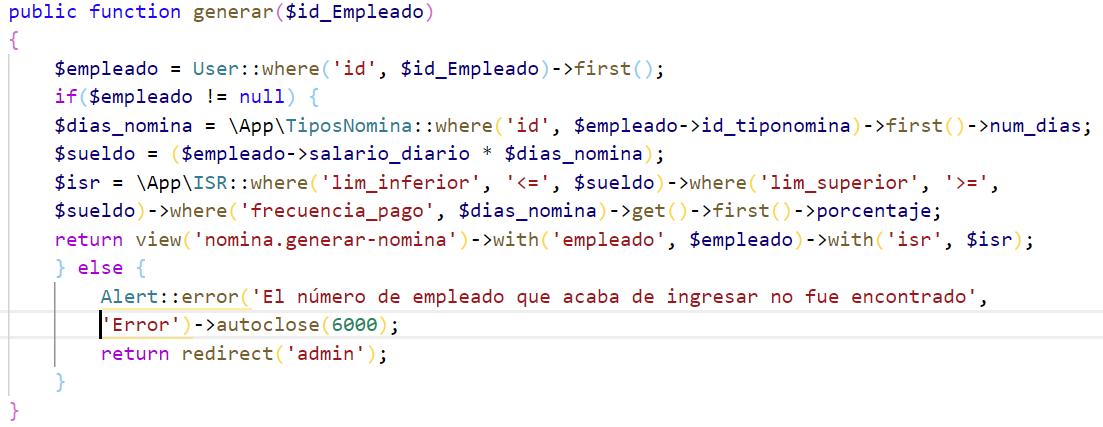 public function generar($id_Empleado)
{
    $empleado = User::where('id', $id_Empleado)->first();
    if($empleado != null) {
    $dias_nomina = \App\TiposNomina::where('id', $empleado->id_tiponomina)->first()->num_dias;
    $sueldo = ($empleado->salario_diario * $dias_nomina);
    $isr = \App\ISR::where('lim_inferior', '<=', $sueldo)->where('lim_superior', '>=',
    $sueldo)->where('frecuencia_pago', $dias_nomina)->get()->first()->porcentaje;
    return view('nomina.generar-nomina')->with('empleado', $empleado)->with('isr', $isr);
    } else {
        Alert::error('El número de empleado que acaba de ingresar no fue encontrado',
        'Error')->autoclose(6000);
        return redirect('admin');
    }
}